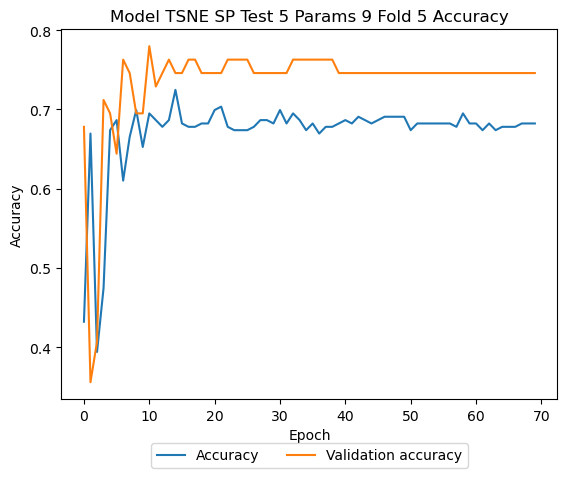 Model TSNE SP Test 5 Params 9 Fold 5 Accuracy
0.8
0.7
0.6
0.5
0.4
Accuracy
0 10 20 30 40 50 60 70
Epoch
Accuracy Validation accuracy